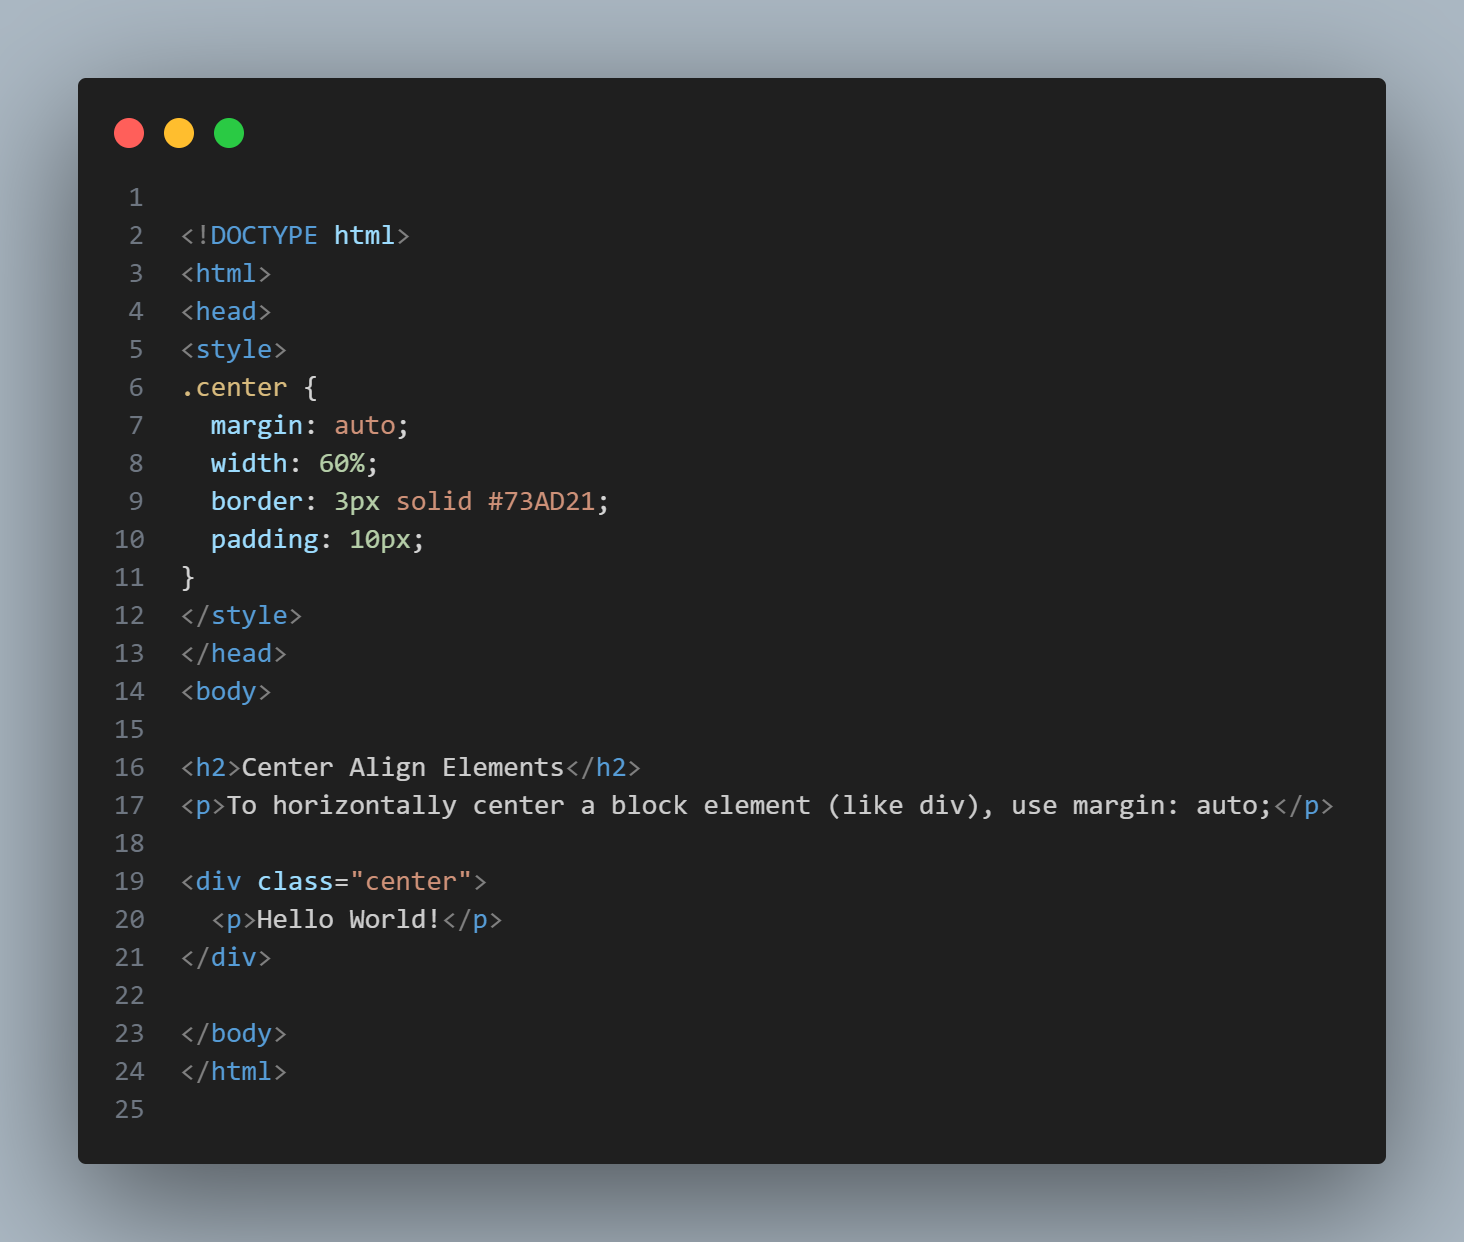 1
2 <!DOCTYPE html>
3 <html>
4 <head>
5 <style>
6 .center {
7   margin: auto;
8   width: 60%;
9   border: 3px solid #73AD21;
10   padding: 10px;
11 }
12 </style>
13 </head>
14 <body>
15
16 <h2>Center Align Elements</h2>
17 <p>To horizontally center a block element (like div), use margin: auto;</p>
18
19 <div class="center">
20   <p>Hello World!</p>
21 </div>
22
23 </body>
24 </html>
25